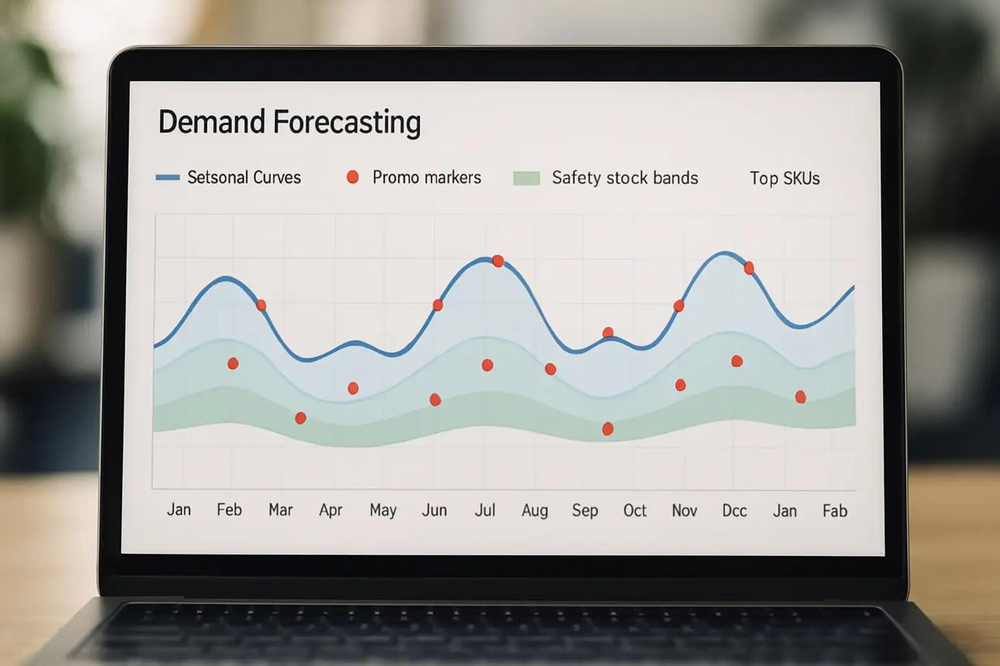 Demand Forecasting
Setsonal Curves Promo markers Safety stock bands Top SKUs
Jan Feb Mar Apr May Jun Jul Aug Sep Oct Nov Dcc Jan Fab